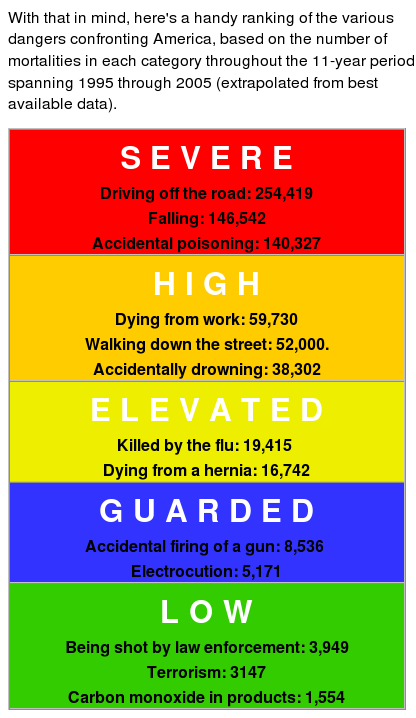 With that in mind, here's a handy ranking of the various
dangers confronting America, based on the number of
mortalities in each category throughout the 11-year period
spanning 1995 through 2005 (extrapolated from best
available data).
SEVERE
Driving off the road: 254,419
Falling: 146,542
Accidental poisoning: 140,327
HIGH
Dying from work: 59,730
Walking down the street: 52,000.
Accidentally drowning: 38,302
ELEVATED
Killed by the flu: 19,415
Dying from a hernia: 16,742
GUARDED
Accidental firing of a gun: 8,536
Electrocution: 5,171
LOW
Being shot by law enforcement: 3,949
Terrorism: 3147
Carbon monoxide in products: 1,554